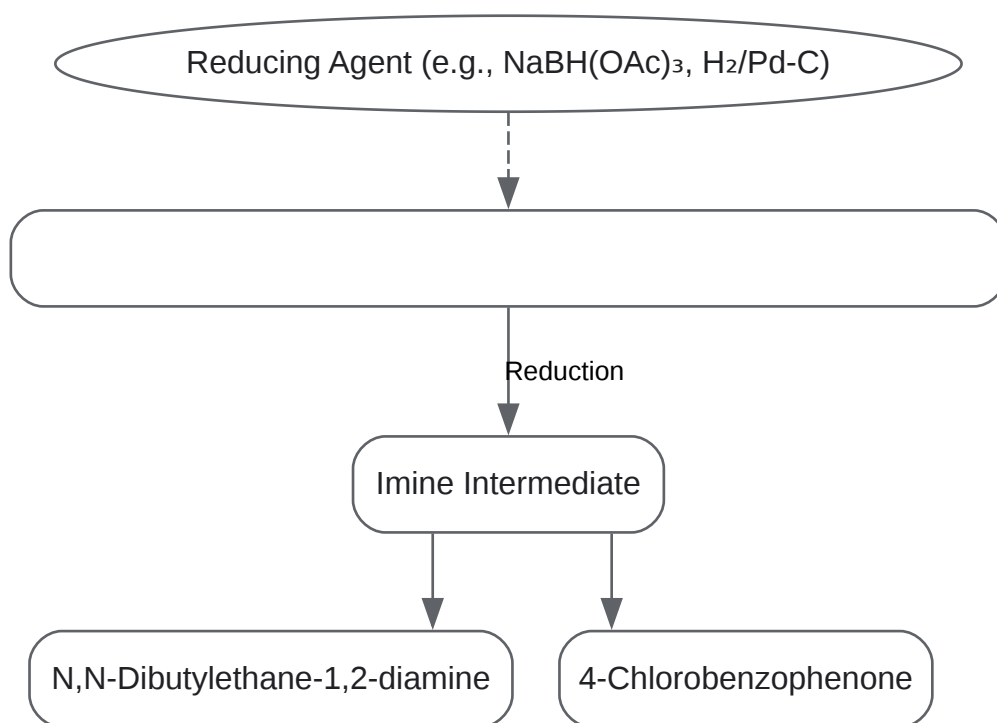 Reducing Agent (e.g., NaBH(OAc)₃, H₂/Pd-C)
Reduction
Imine Intermediate
N,N-Dibutylethane-1,2-diamine
4-Chlorobenzophenone